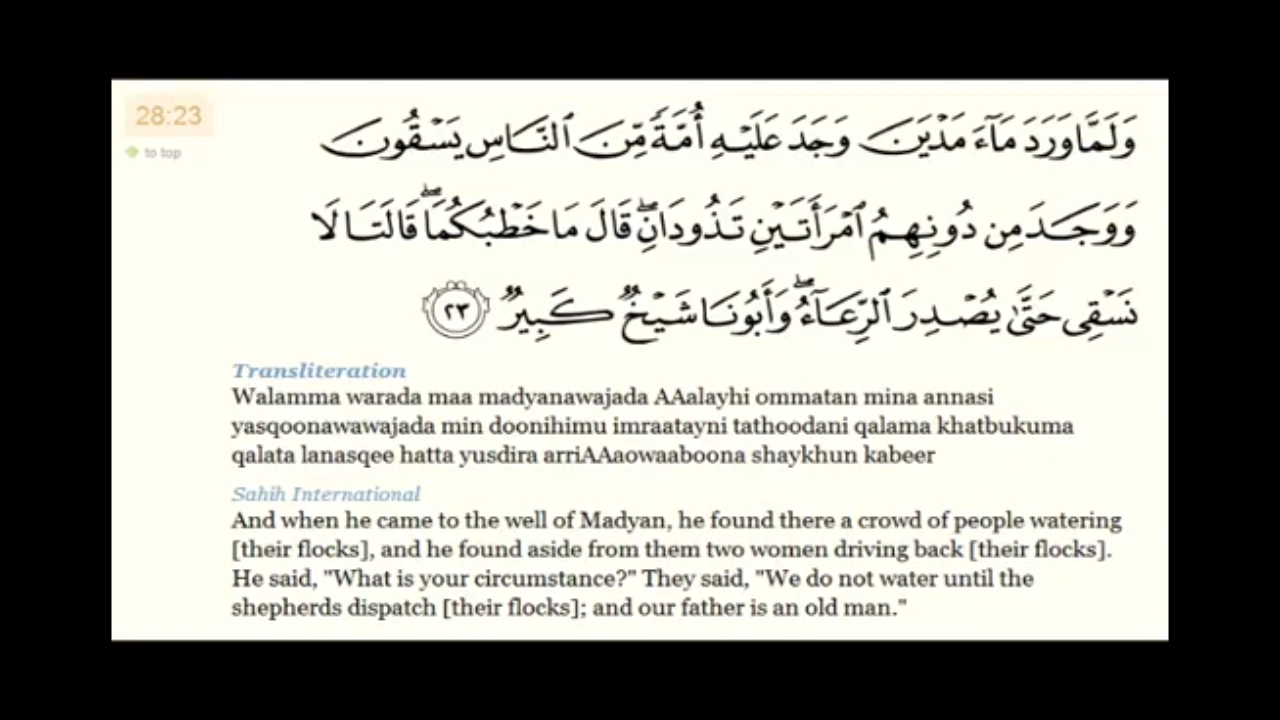 28:23
to top
وَلَمَّا وَرَدَ مَآءَ مَدْيَنَ وَجَدَ عَلَيْهِ أُمَّةً مِّنَ ٱلنَّاسِ يَسْقُونَ
وَوَجَدَ مِن دُونِهِمُ ٱمْرَأَتَيْنِ تَذُودَانِ ۖ قَالَ مَا خَطْبُكُمَا ۖ قَالَتَا لَا
نَسْقِى حَتَّىٰ يُصْدِرَ ٱلرِّعَآءُ ۖ وَأَبُونَا شَيْخٌ كَبِيرٌ ٢٣
Transliteration
Walamma warada maa madyanawajada AAalayhi ommatan mina annasi
yasqoonawawajada min doonihimu imraatayni tathoodani qalama khatbukuma
qalata lanasqee hatta yusdira arriAAaowaaboona shaykhun kabeer
Sahih International
And when he came to the well of Madyan, he found there a crowd of people watering
[their flocks], and he found aside from them two women driving back [their flocks].
He said, "What is your circumstance?" They said, "We do not water until the
shepherds dispatch [their flocks]; and our father is an old man."